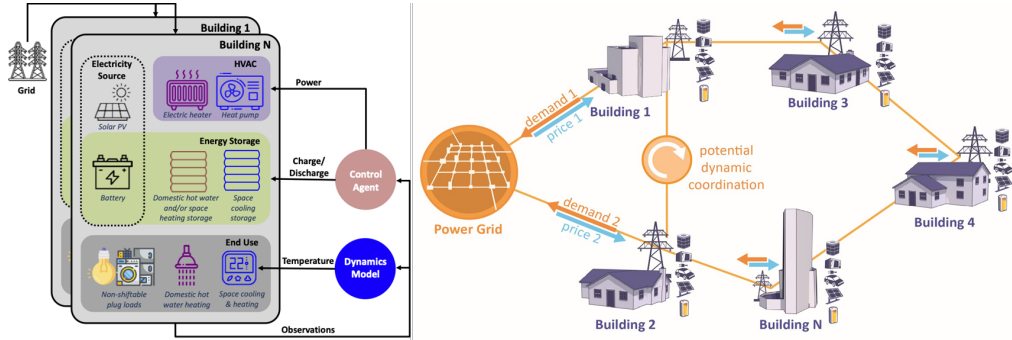 Building 1
Building N
Grid
Electricity
Source
Solar PV
Battery
HVAC
Electric heater
Heat pump
Energy Storage
Domestic hot water
and/or space
heating storage
Space
cooling
storage
End Use
22°
Non-shiftable
plug loads
Domestic hot
water heating
Space cooling
& heating
Power
Charge/
Discharge
Control
Agent
Temperature
Dynamics
Model
Observations
Power Grid
demand 1
price 1
demand 2
price 2
Building 1
potential
dynamic
coordination
Building 2
Building 3
Building 4
Building N